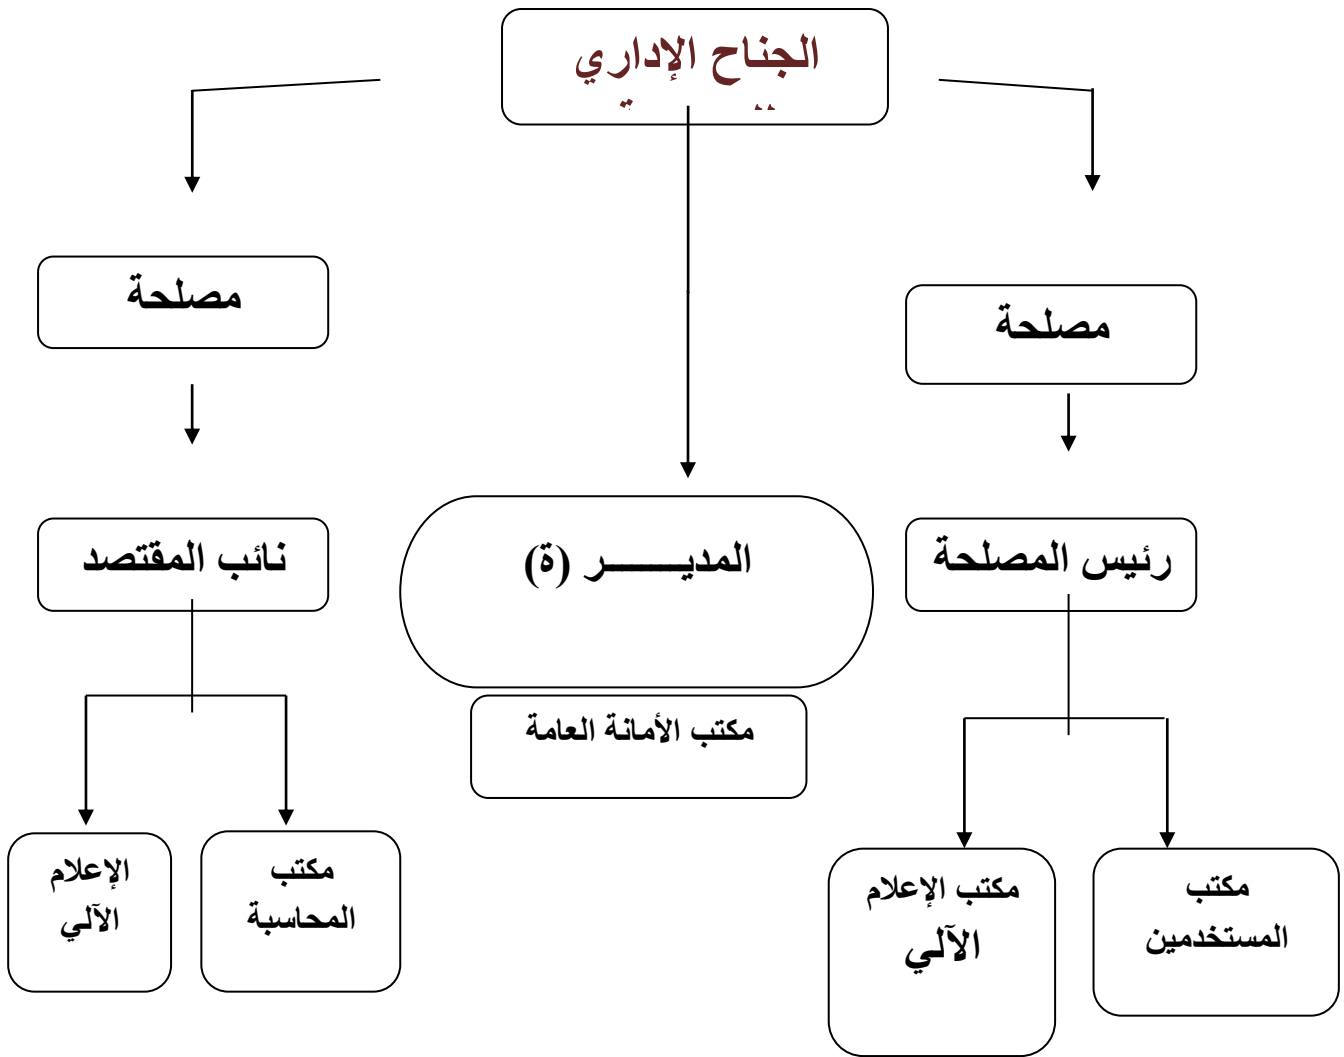 الجناح الإداري
مصلحة
مصلحة
رئيس المصلحة
المديـــــــر (ة)
نائب المقتصد
مكتب الأمانة العامة
مكتب
المستخدمين
مكتب الإعلام
الآلي
مكتب
المحاسبة
الإعلام
الآلي